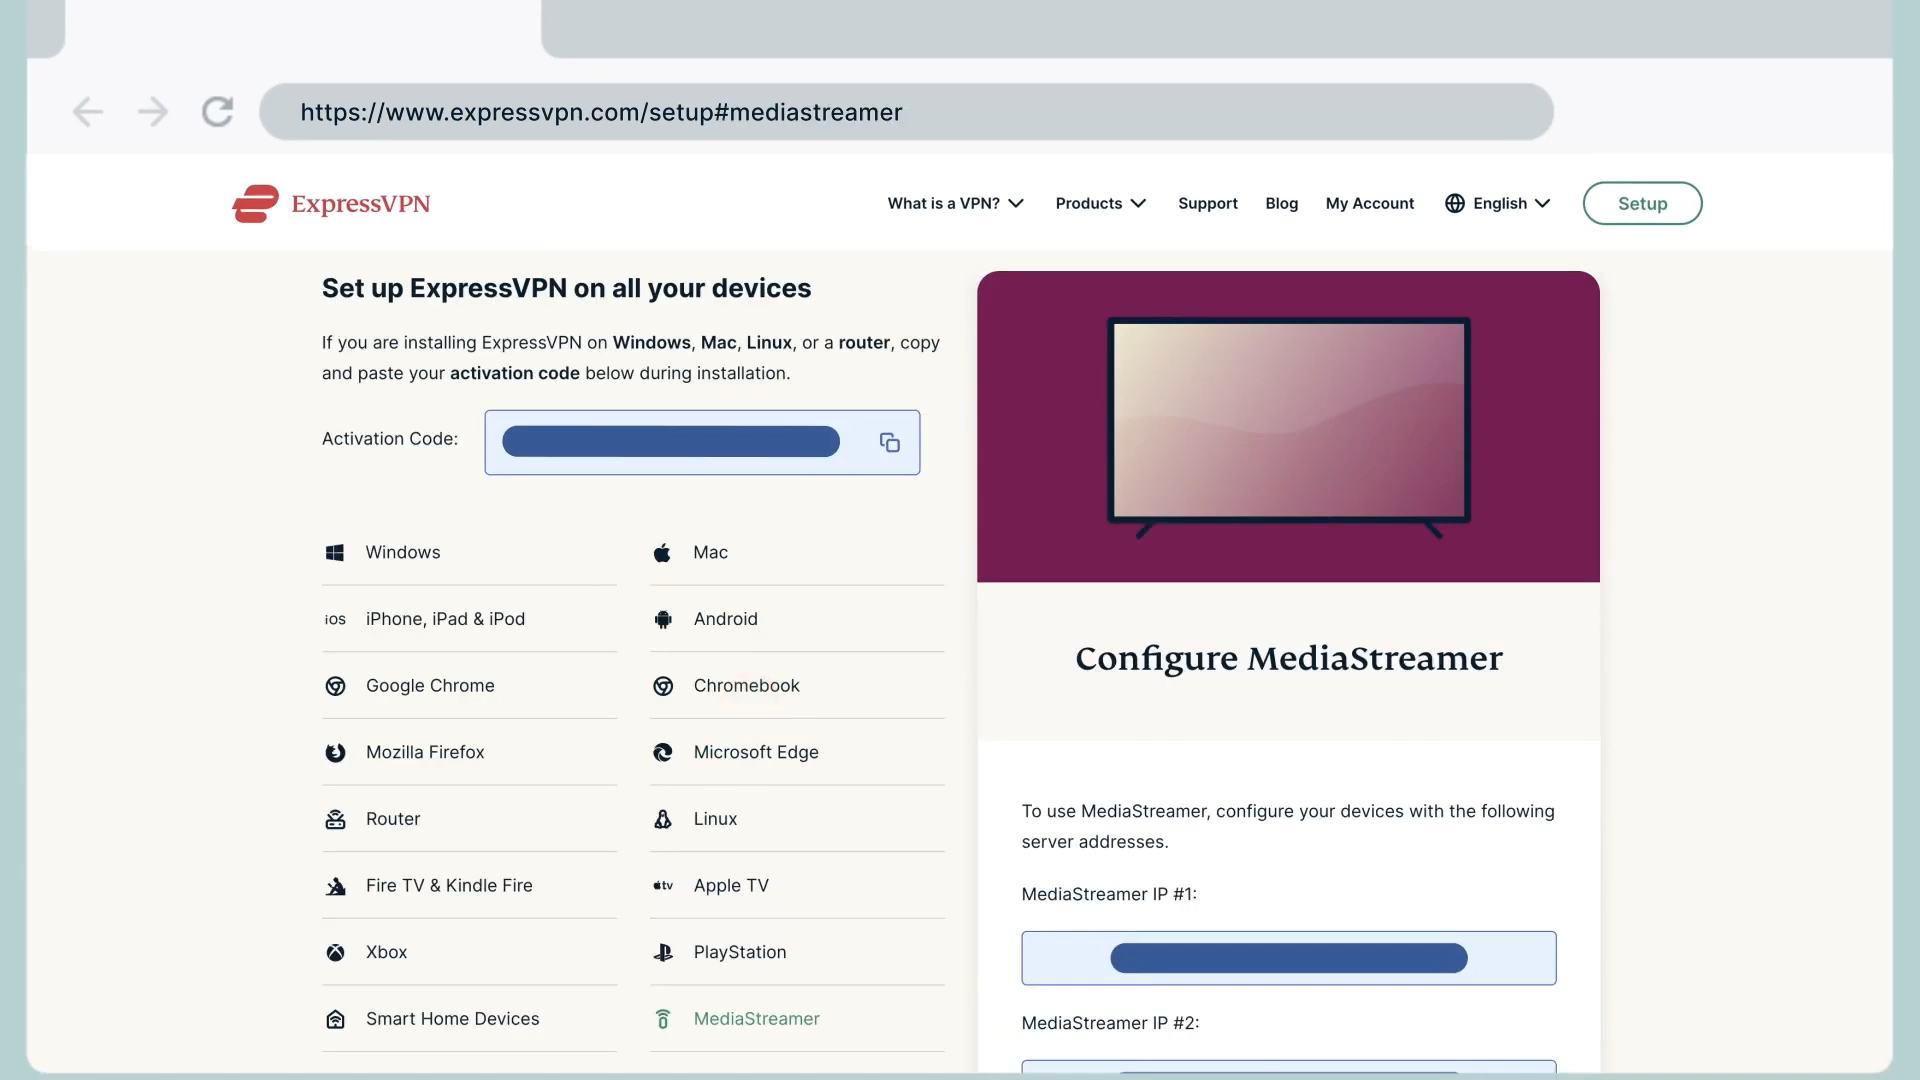 https://www.expressvpn.com/setup#mediastreamer
ExpressVPN
What is a VPN?
Products
Support
Blog
My Account
English
Setup
Set up ExpressVPN on all your devices
If you are installing ExpressVPN on Windows, Mac, Linux, or a router, copy
and paste your activation code below during installation.
Activation Code:
Windows
Mac
iOS
iPhone, iPad & iPod
Android
Google Chrome
Chromebook
Mozilla Firefox
Microsoft Edge
Router
Linux
Fire TV & Kindle Fire
tv
Apple TV
Xbox
PlayStation
Smart Home Devices
MediaStreamer
Configure MediaStreamer
To use MediaStreamer, configure your devices with the following
server addresses.
MediaStreamer IP #1:
MediaStreamer IP #2: